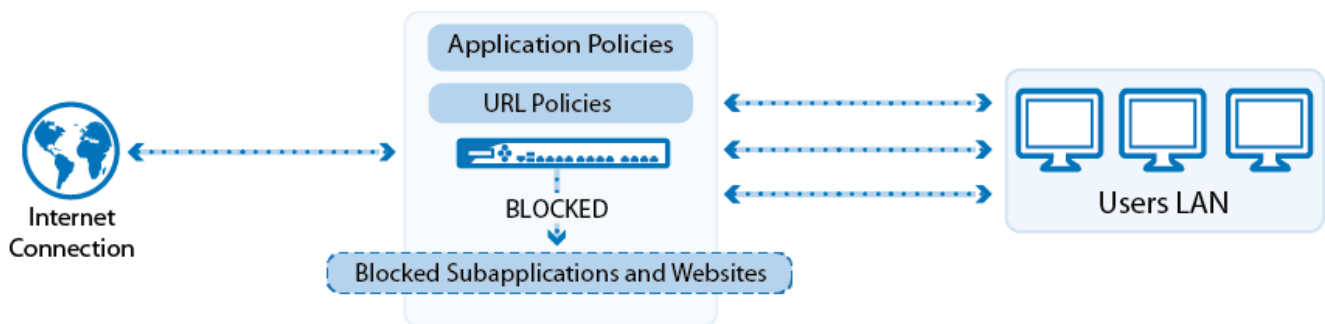 Application Policies
URL Policies
BLOCKED
Blocked Subapplications and Websites
Internet
Connection
Users LAN